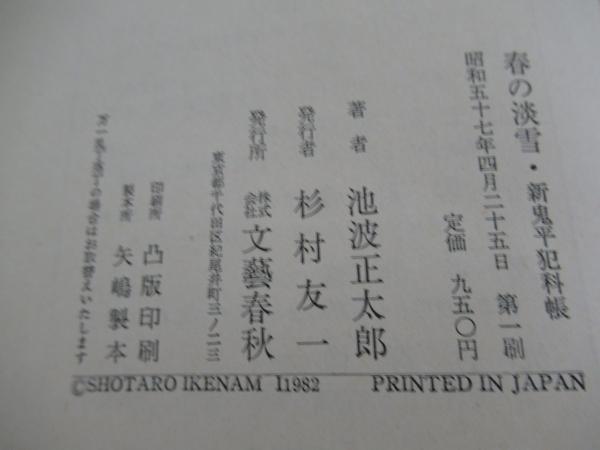 春の淡雪・新鬼平犯科帳
昭和五十七年四月二十五日　第一刷
定価　九五〇円
著者　池波正太郎
発行者　杉村友一
発行所　株式会社文藝春秋
東京都千代田区紀尾井町三ノ二三
印刷所　凸版印刷
製本所　矢嶋製本
万一落丁乱丁の場合はお取替えいたします
©SHOTARO IKENAM I1982 PRINTED IN JAPAN